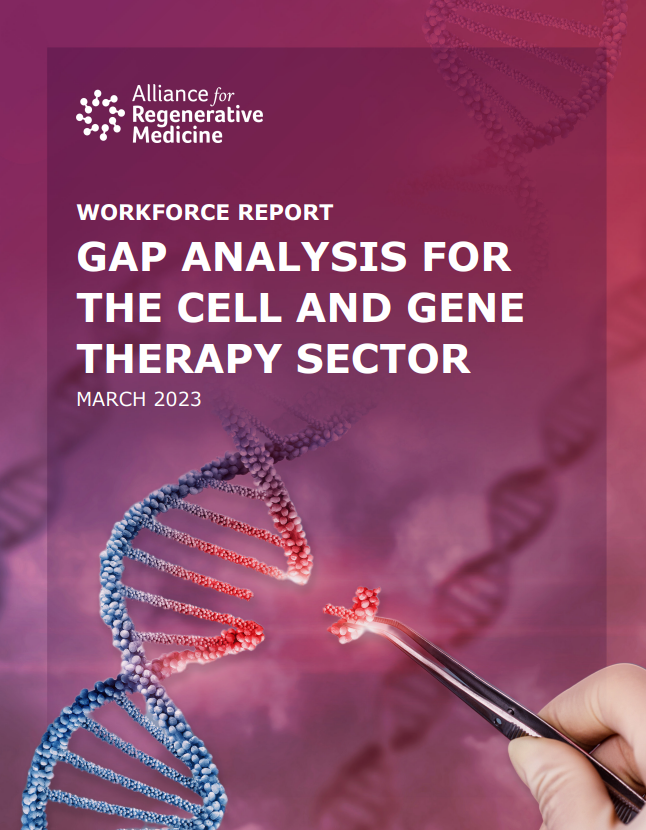 Alliance for
Regenerative
Medicine
WORKFORCE REPORT
GAP ANALYSIS FOR
THE CELL AND GENE
THERAPY SECTOR
MARCH 2023